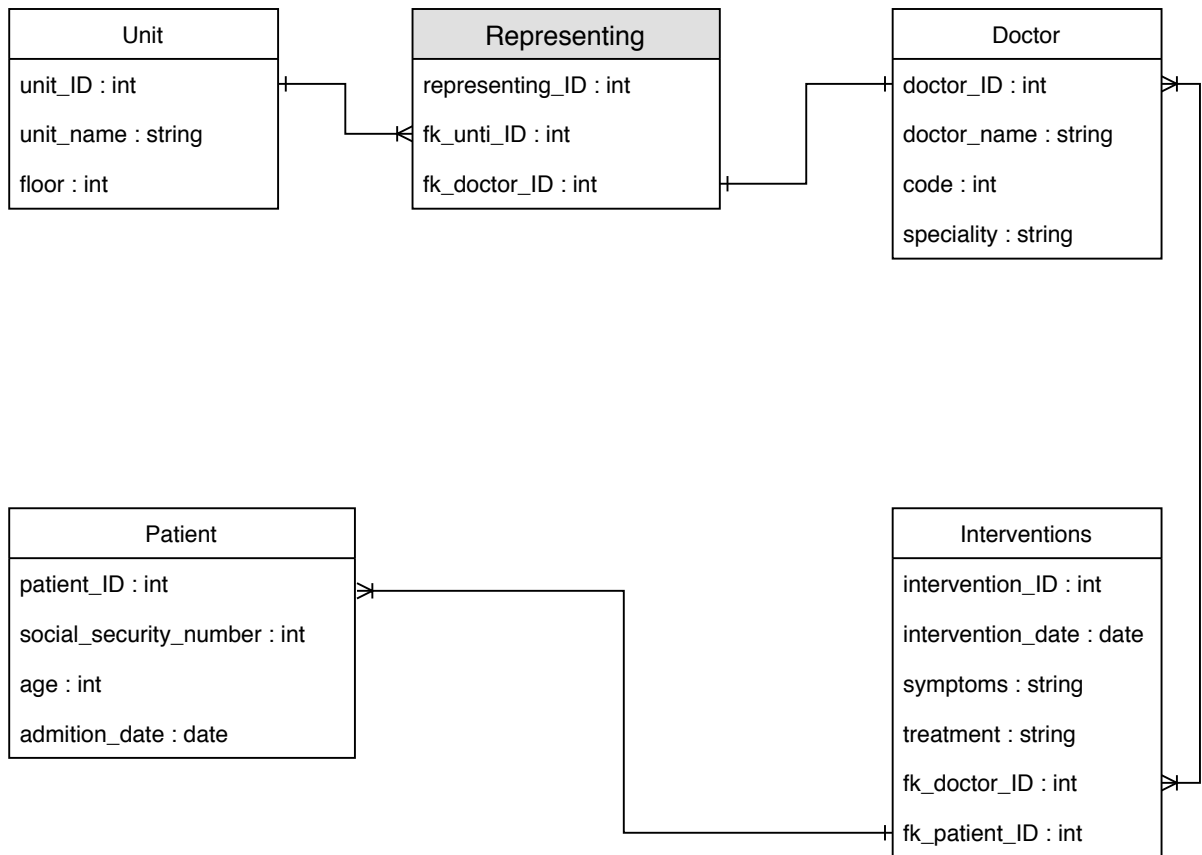 Unit
unit_ID : int
unit_name : string
floor : int
Representing
representing_ID : int
fk_unti_ID : int
fk_doctor_ID : int
Doctor
doctor_ID : int
doctor_name : string
code : int
speciality : string
Patient
patient_ID : int
social_security_number : int
age : int
admition_date : date
Interventions
intervention_ID : int
intervention_date : date
symptoms : string
treatment : string
fk_doctor_ID : int
fk_patient_ID : int